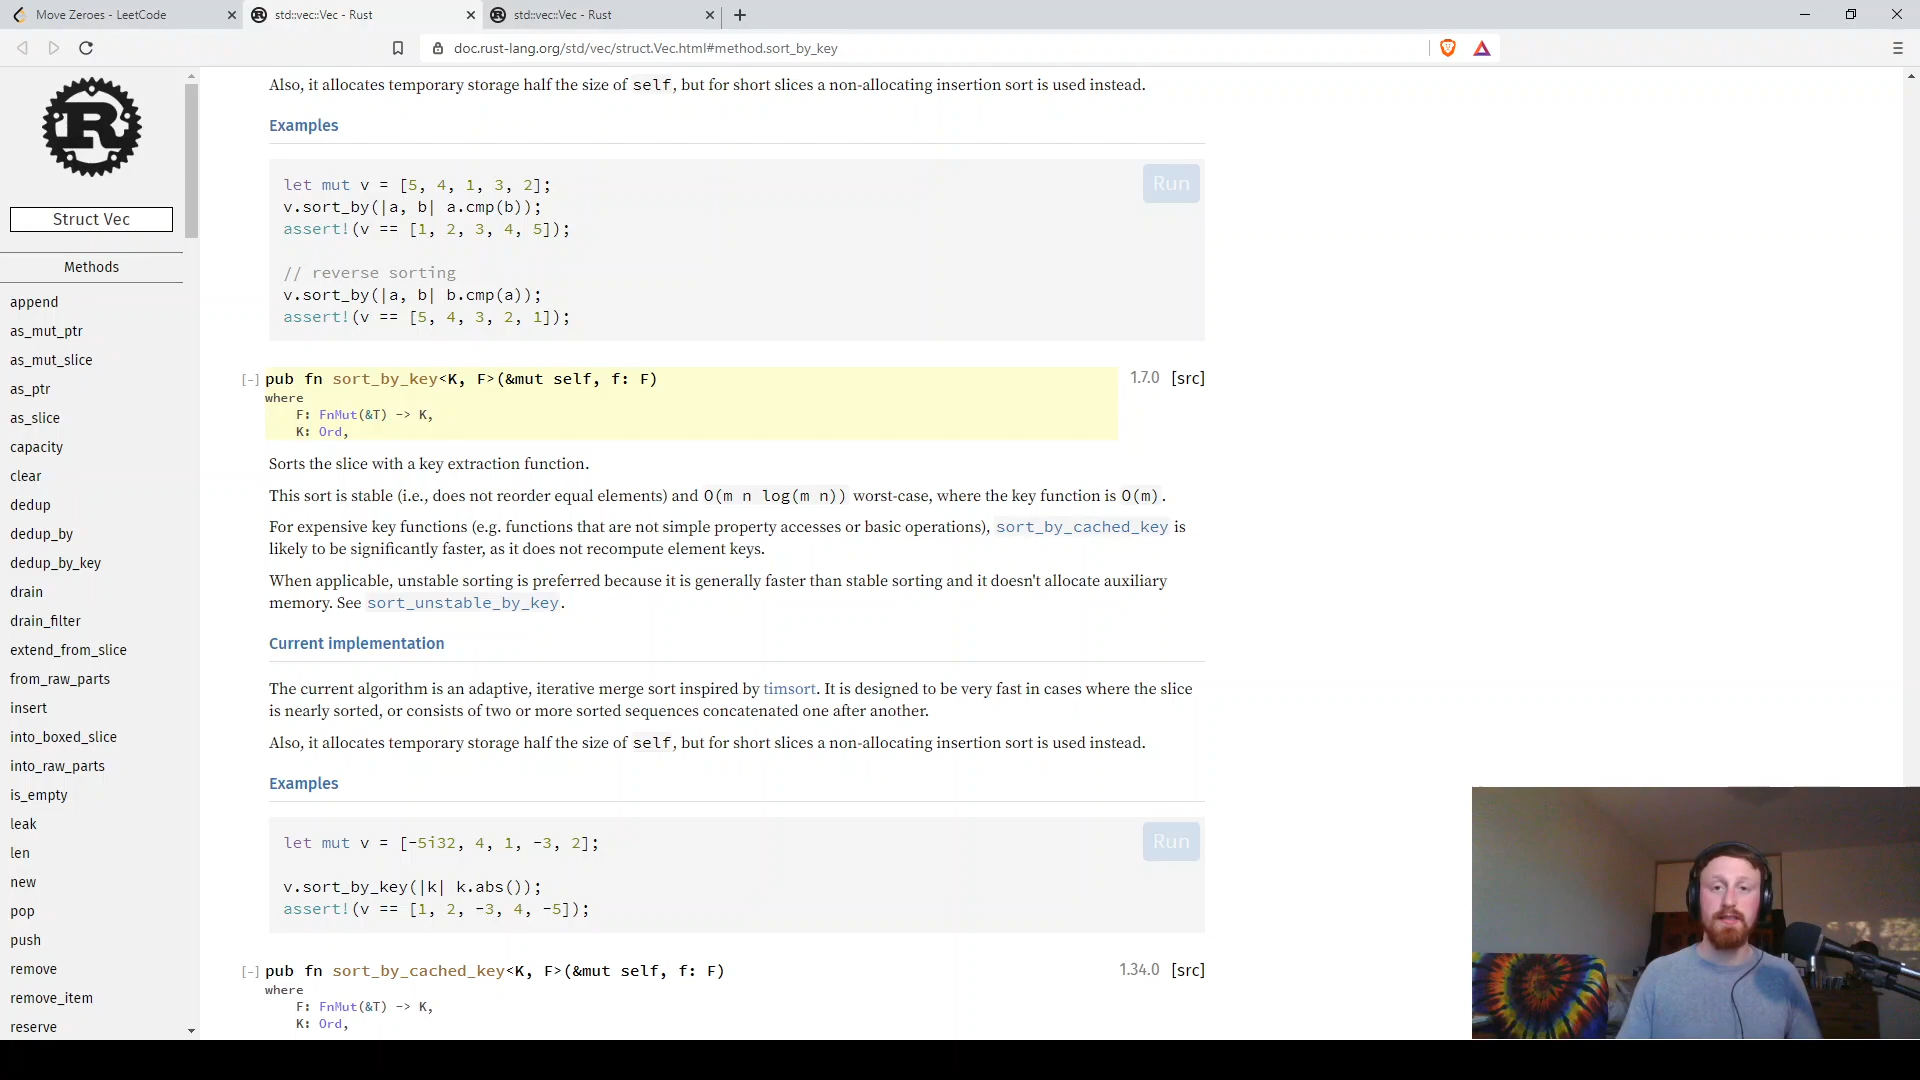 Move Zeroes - LeetCode
std::vec::Vec - Rust
std::vec::Vec - Rust
doc.rust-lang.org/std/vec/struct.Vec.html#method.sort_by_key
R
Struct Vec
Methods
append
as_mut_ptr
as_mut_slice
as_ptr
as_slice
capacity
clear
dedup
dedup_by
dedup_by_key
drain
drain_filter
extend_from_slice
from_raw_parts
insert
into_boxed_slice
into_raw_parts
is_empty
leak
len
new
pop
push
remove
remove_item
reserve
Also, it allocates temporary storage half the size of self, but for short slices a non-allocating insertion sort is used instead.
Examples
Run
let mut v = [5, 4, 1, 3, 2];
v.sort_by(|a, b| a.cmp(b));
assert!(v == [1, 2, 3, 4, 5]);
// reverse sorting
v.sort_by(|a, b| b.cmp(a));
assert!(v == [5, 4, 3, 2, 1]);
[-] pub fn sort_by_key<K, F>(&mut self, f: F) 1.7.0 [src]
where
F: FnMut(&T) -> K,
K: Ord,
Sorts the slice with a key extraction function.
This sort is stable (i.e., does not reorder equal elements) and O(m n log(m n)) worst-case, where the key function is O(m).
For expensive key functions (e.g. functions that are not simple property accesses or basic operations), sort_by_cached_key is
likely to be significantly faster, as it does not recompute element keys.
When applicable, unstable sorting is preferred because it is generally faster than stable sorting and it doesn't allocate auxiliary
memory. See sort_unstable_by_key.
Current implementation
The current algorithm is an adaptive, iterative merge sort inspired by timsort. It is designed to be very fast in cases where the slice
is nearly sorted, or consists of two or more sorted sequences concatenated one after another.
Also, it allocates temporary storage half the size of self, but for short slices a non-allocating insertion sort is used instead.
Examples
Run
let mut v = [-5i32, 4, 1, -3, 2];
v.sort_by_key(|k| k.abs());
assert!(v == [1, 2, -3, 4, -5]);
[-] pub fn sort_by_cached_key<K, F>(&mut self, f: F) 1.34.0 [src]
where
F: FnMut(&T) -> K,
K: Ord,